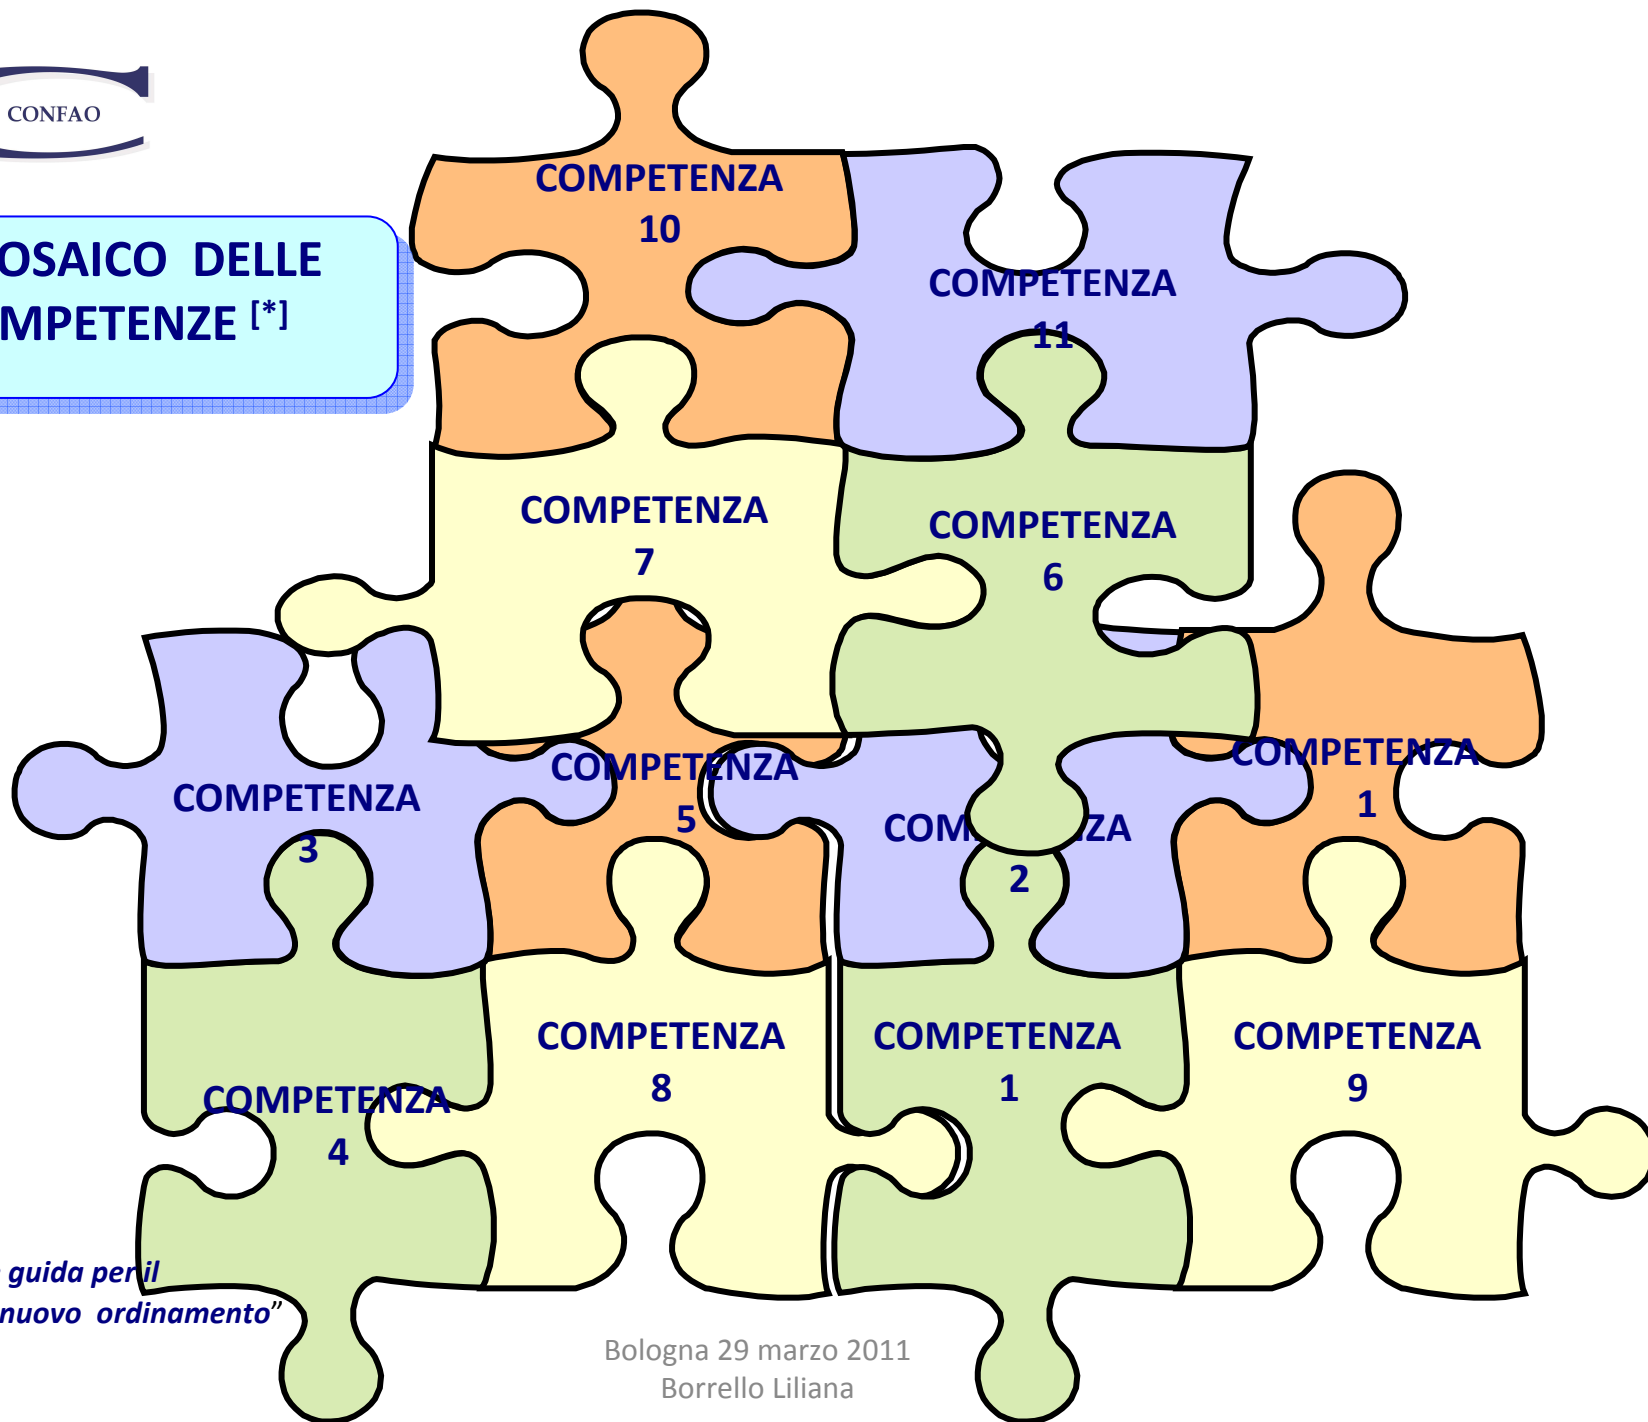 CONFAO
OSAICO DELLE
MPETENZE [*]
COMPETENZA
10
COMPETENZA
11
COMPETENZA
7
COMPETENZA
6
COMPETENZA
3
COMPETENZA
5
COM ZA
2
COMPETENZA
1
COMPETENZA
4
COMPETENZA
8
COMPETENZA
1
COMPETENZA
9
guida per il
nuovo ordinamento”
Bologna 29 marzo 2011
Borrello Liliana